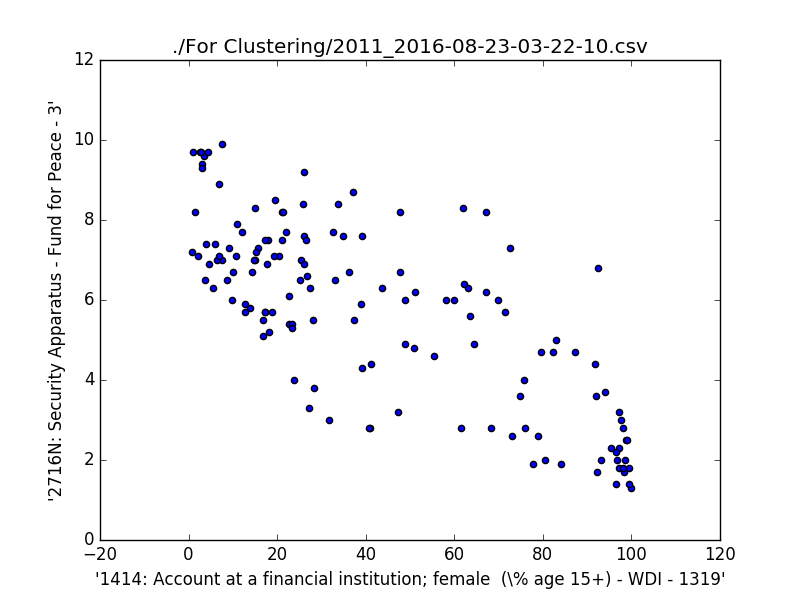 ./For Clustering/2011_2016-08-23-03-22-10.csv
'2716N: Security Apparatus - Fund for Peace - 3'
12
10
8
6
4
2
0
−20 0 20 40 60 80 100 120
'1414: Account at a financial institution; female (\% age 15+) - WDI - 1319'